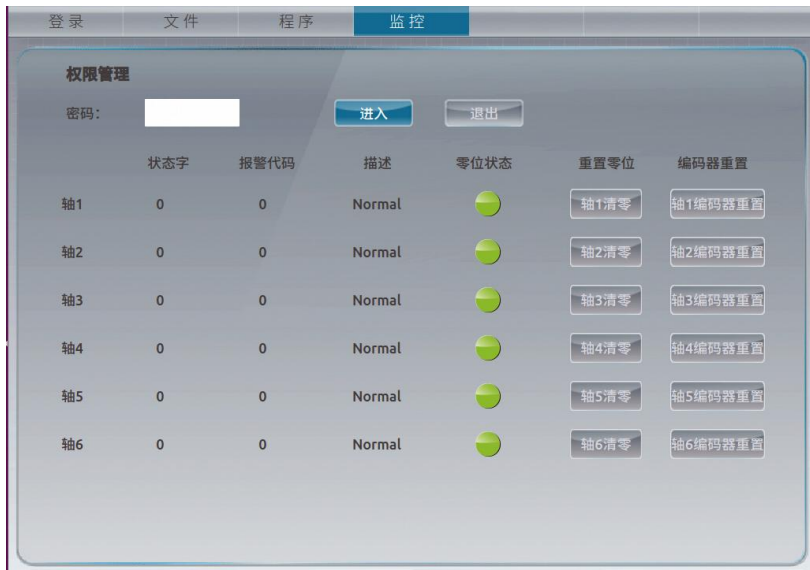 登录 文件 程序 监控
权限管理
密码： 进入 退出
状态字 报警代码 描述 零位状态 重置零位 编码器重置
轴1 0 0 Normal 轴1清零 轴1编码器重置
轴2 0 0 Normal 轴2清零 轴2编码器重置
轴3 0 0 Normal 轴3清零 轴3编码器重置
轴4 0 0 Normal 轴4清零 轴4编码器重置
轴5 0 0 Normal 轴5清零 轴5编码器重置
轴6 0 0 Normal 轴6清零 轴6编码器重置